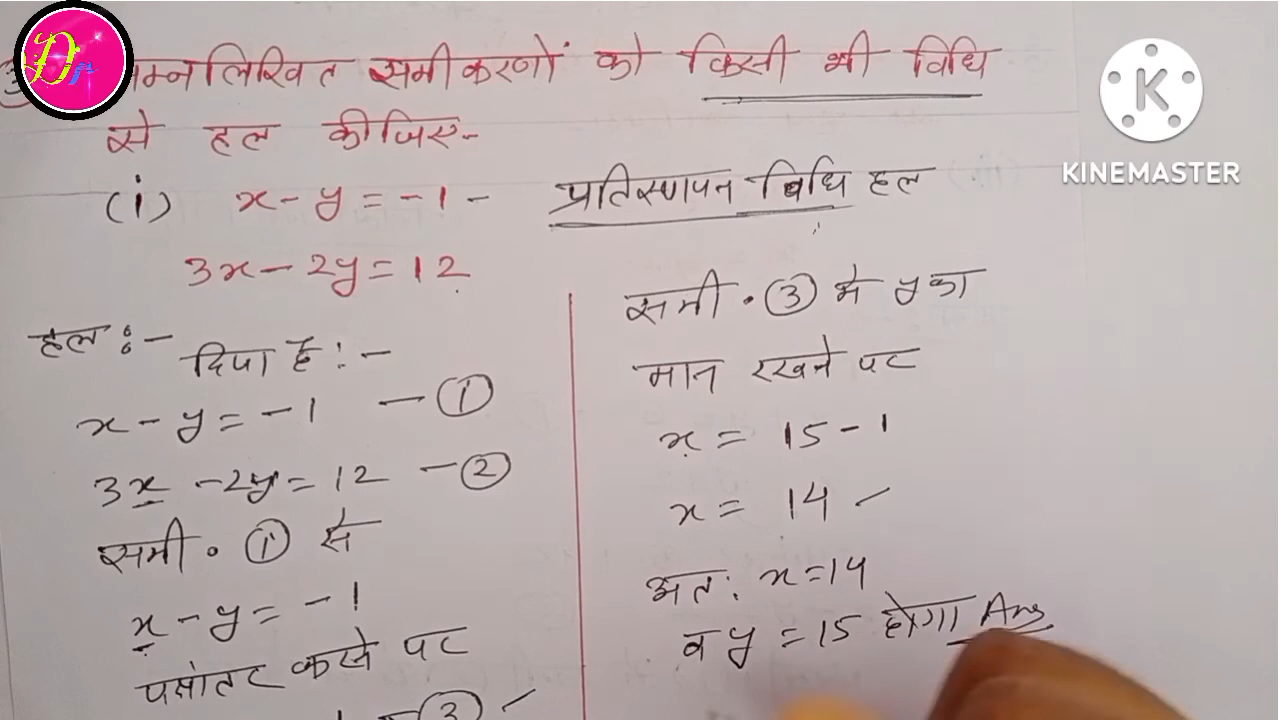 निम्नलिखित समीकरणों को किसी भी विधि
से हल कीजिए-
(i) x - y = -1 -
3x - 2y = 12
प्रतिस्थापन विधि हल
हल :-
दिया है :-
x - y = -1 - ①
3x - 2y = 12 - ②
समी. ① से
x - y = -1
पक्षांतर करने पर
③
समी. ③ मे y का
मान रखने पर
x = 15 - 1
x = 14
अत: x = 14
व y = 15 होगा Ans
KINEMASTER